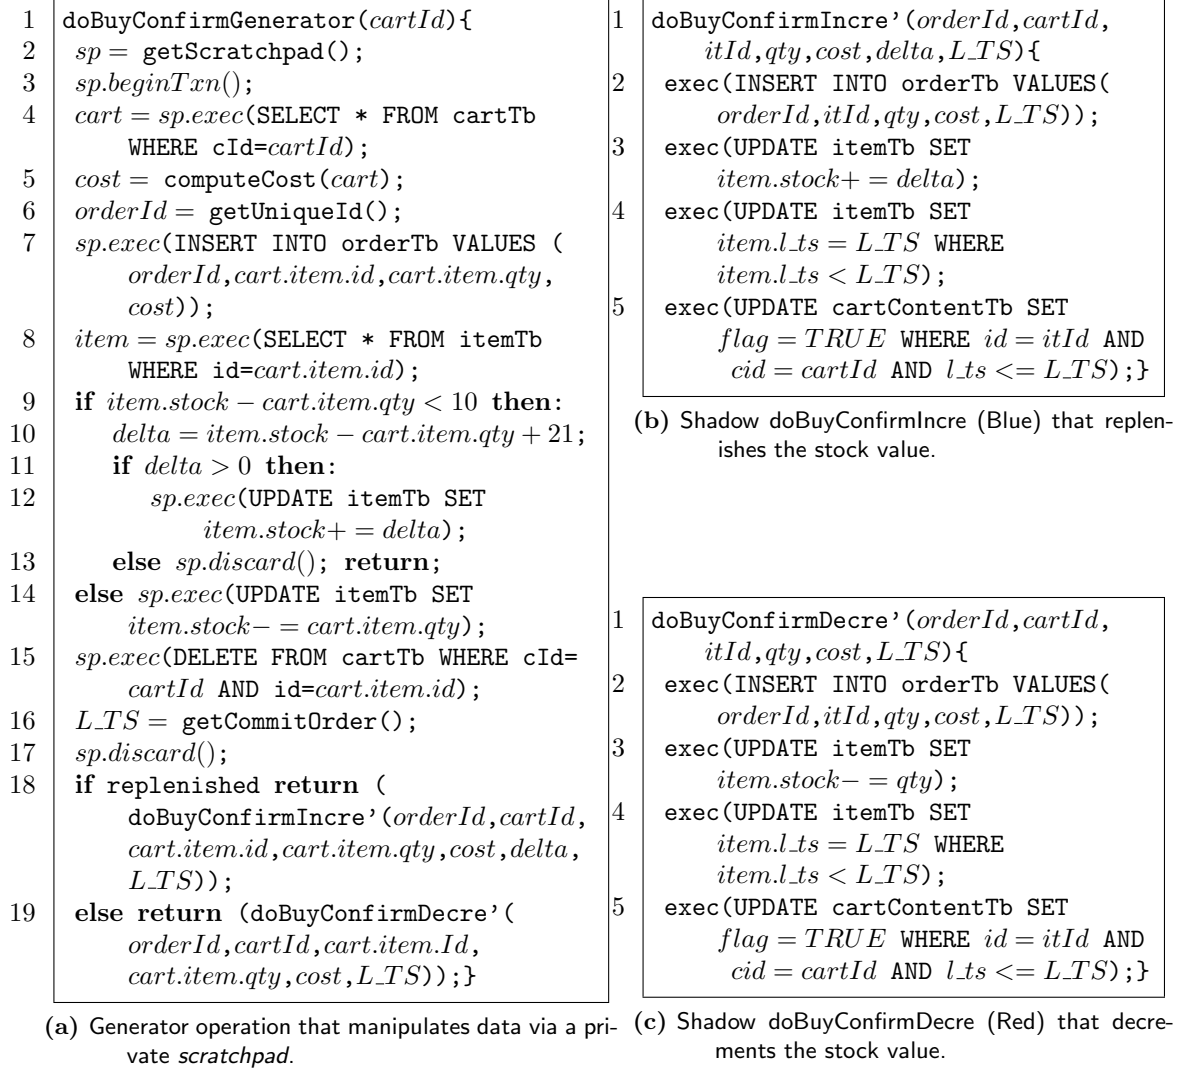 1 doBuyConfirmGenerator(cartId){
2 sp = getScratchpad();
3 sp.beginTxn();
4 cart = sp.exec(SELECT * FROM cartTb
WHERE cId=cartId);
5 cost = computeCost(cart);
6 orderId = getUniqueId();
7 sp.exec(INSERT INTO orderTb VALUES (
orderId,cart.item.id,cart.item.qty,
cost));
8 item = sp.exec(SELECT * FROM itemTb
WHERE id=cart.item.id);
9 if item.stock − cart.item.qty < 10 then:
10 delta = item.stock − cart.item.qty + 21;
11 if delta > 0 then:
12 sp.exec(UPDATE itemTb SET
item.stock+ = delta);
13 else sp.discard(); return;
14 else sp.exec(UPDATE itemTb SET
item.stock− = cart.item.qty);
15 sp.exec(DELETE FROM cartTb WHERE cId=
cartId AND id=cart.item.id);
16 L_TS = getCommitOrder();
17 sp.discard();
18 if replenished return (
doBuyConfirmIncre'(orderId,cartId,
cart.item.id,cart.item.qty,cost,delta,
L_TS));
19 else return (doBuyConfirmDecre'(
orderId,cartId,cart.item.Id,
cart.item.qty,cost,L_TS));}
(a) Generator operation that manipulates data via a pri-
vate scratchpad.
1 doBuyConfirmIncre'(orderId,cartId,
itId,qty,cost,delta,L_TS){
2 exec(INSERT INTO orderTb VALUES(
orderId,itId,qty,cost,L_TS));
3 exec(UPDATE itemTb SET
item.stock+ = delta);
4 exec(UPDATE itemTb SET
item.l_ts = L_TS WHERE
item.l_ts < L_TS);
5 exec(UPDATE cartContentTb SET
flag = TRUE WHERE id = itId AND
cid = cartId AND l_ts <= L_TS);}
(b) Shadow doBuyConfirmIncre (Blue) that replen-
ishes the stock value.
1 doBuyConfirmDecre'(orderId,cartId,
itId,qty,cost,L_TS){
2 exec(INSERT INTO orderTb VALUES(
orderId,itId,qty,cost,L_TS));
3 exec(UPDATE itemTb SET
item.stock− = qty);
4 exec(UPDATE itemTb SET
item.l_ts = L_TS WHERE
item.l_ts < L_TS);
5 exec(UPDATE cartContentTb SET
flag = TRUE WHERE id = itId AND
cid = cartId AND l_ts <= L_TS);}
(c) Shadow doBuyConfirmDecre (Red) that decre-
ments the stock value.